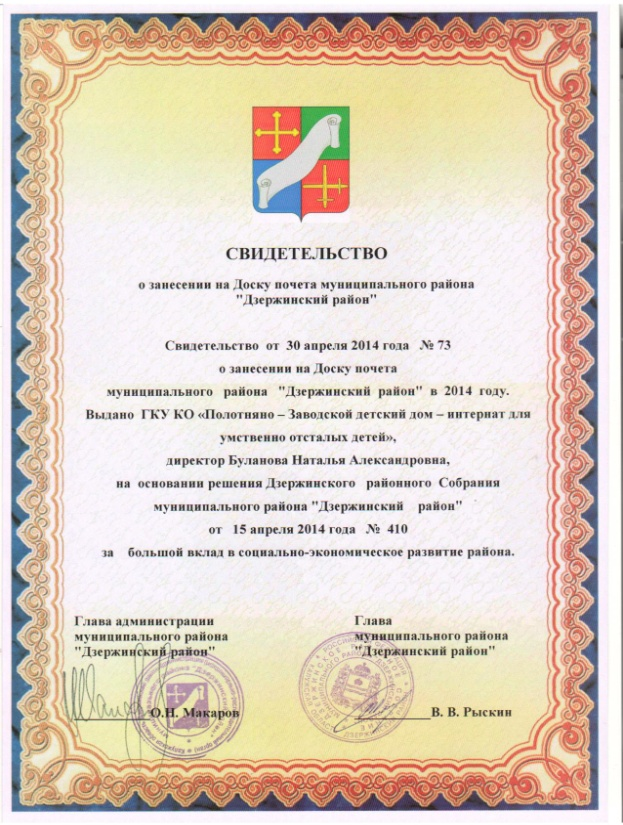 СВИДЕТЕЛЬСТВО
о занесении на Доску почета муниципального района
"Дзержинский район"
Свидетельство от 30 апреля 2014 года № 73
о занесении на Доску почета
муниципального района "Дзержинский район" в 2014 году.
Выдано ГКУ КО «Полотняно – Заводской детский дом – интернат для
умственно отсталых детей»,
директор Буланова Наталья Александровна,
на основании решения Дзержинского районного Собрания
муниципального района "Дзержинский район"
от 15 апреля 2014 года № 410
за большой вклад в социально-экономическое развитие района.
Глава администрации
муниципального района
"Дзержинский район"
О.Н. Макаров
Глава
муниципального района
"Дзержинский район"
В. В. Рыскин